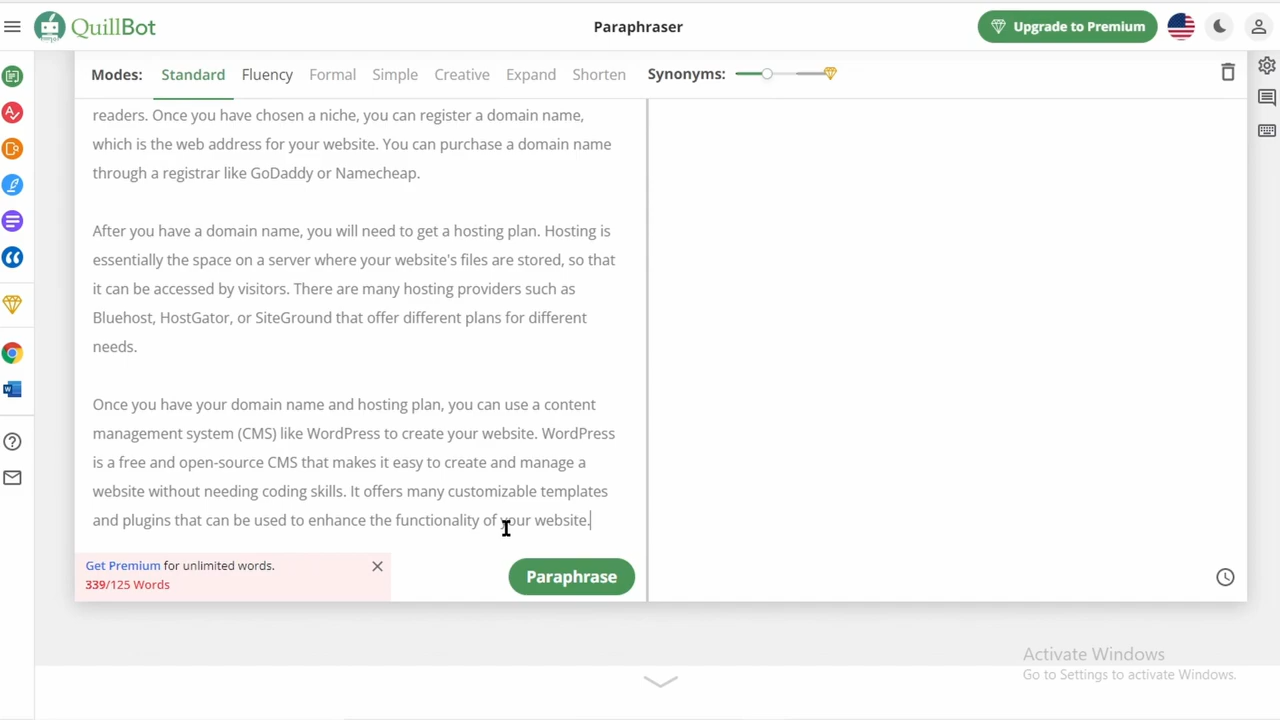 QuillBot
Paraphraser
Upgrade to Premium
Modes: Standard Fluency Formal Simple Creative Expand Shorten Synonyms:
readers. Once you have chosen a niche, you can register a domain name,
which is the web address for your website. You can purchase a domain name
through a registrar like GoDaddy or Namecheap.
After you have a domain name, you will need to get a hosting plan. Hosting is
essentially the space on a server where your website's files are stored, so that
it can be accessed by visitors. There are many hosting providers such as
Bluehost, HostGator, or SiteGround that offer different plans for different
needs.
Once you have your domain name and hosting plan, you can use a content
management system (CMS) like WordPress to create your website. WordPress
is a free and open-source CMS that makes it easy to create and manage a
website without needing coding skills. It offers many customizable templates
and plugins that can be used to enhance the functionality of your website.
Get Premium for unlimited words.
339/125 Words
Paraphrase
Activate Windows
Go to Settings to activate Windows.